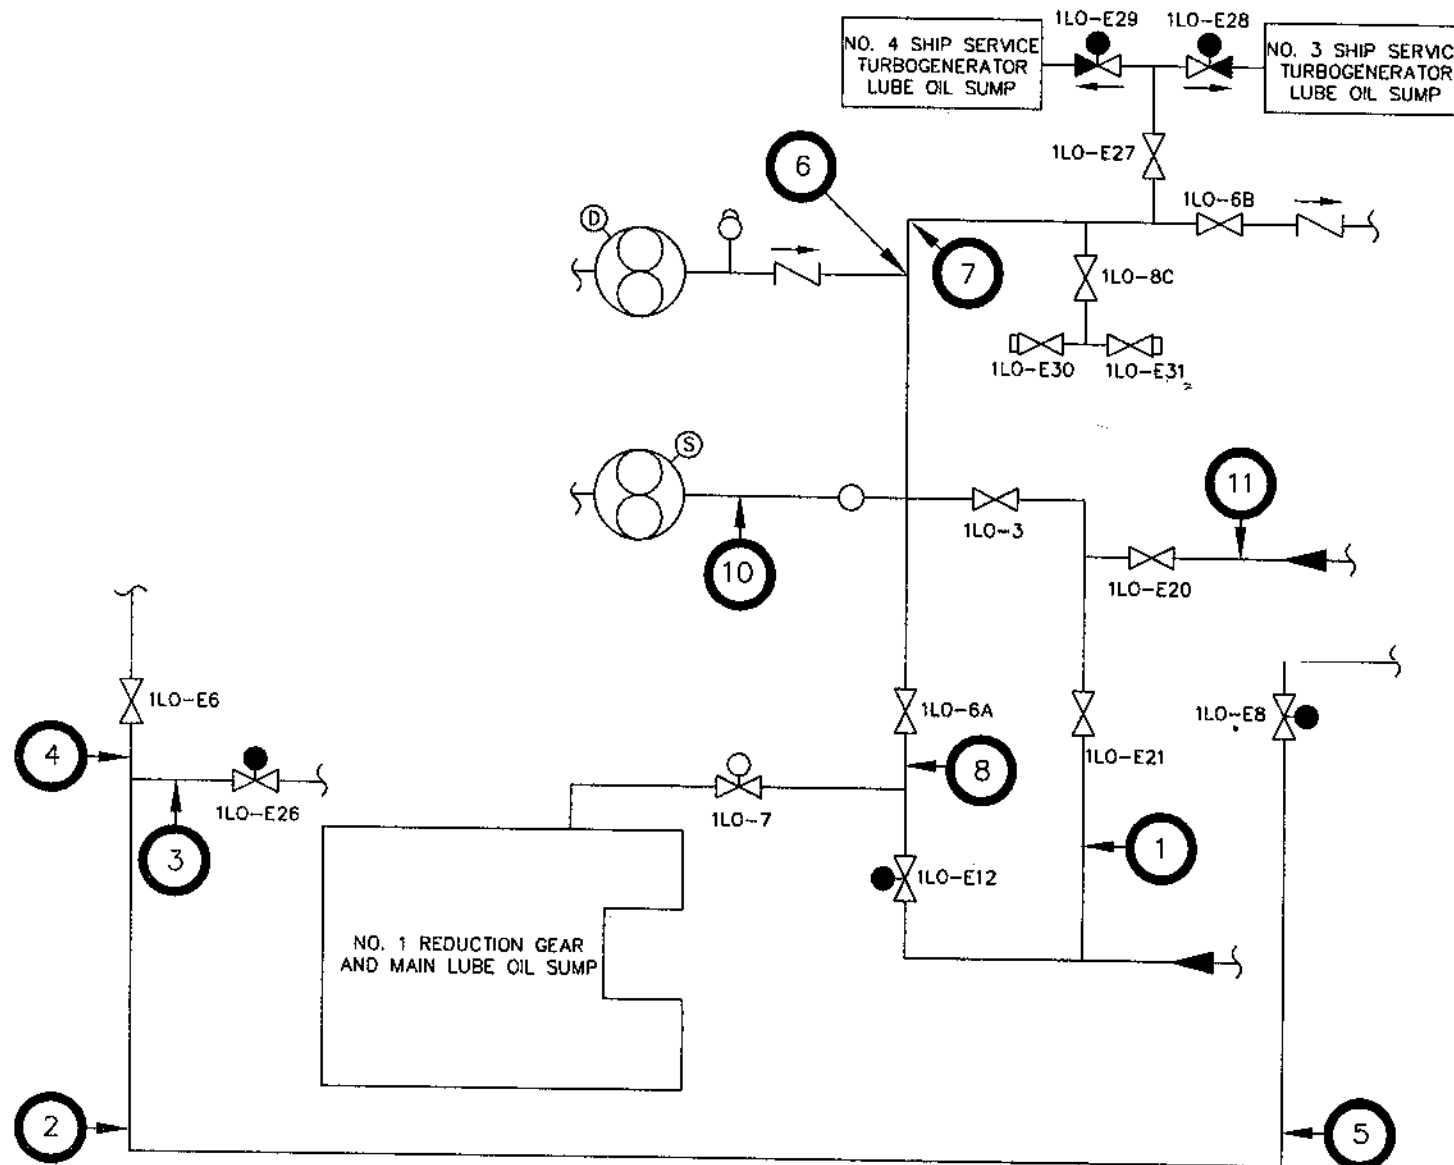 1LO-E29
1LO-E28
NO. 4 SHIP SERVICE
TURBOGENERATOR
LUBE OIL SUMP
NO. 3 SHIP SERVIC
TURBOGENERATOR
LUBE OIL SUMP
1LO-E27
6
1LO-6B
D
7
1LO-8C
1LO-E30
1LO-E31
S
11
1LO-3
10
1LO-E20
1LO-E6
1LO-6A
1LO-E8
4
1LO-E21
8
1LO-E26
1LO-7
3
1
1LO-E12
NO. 1 REDUCTION GEAR
AND MAIN LUBE OIL SUMP
2
5